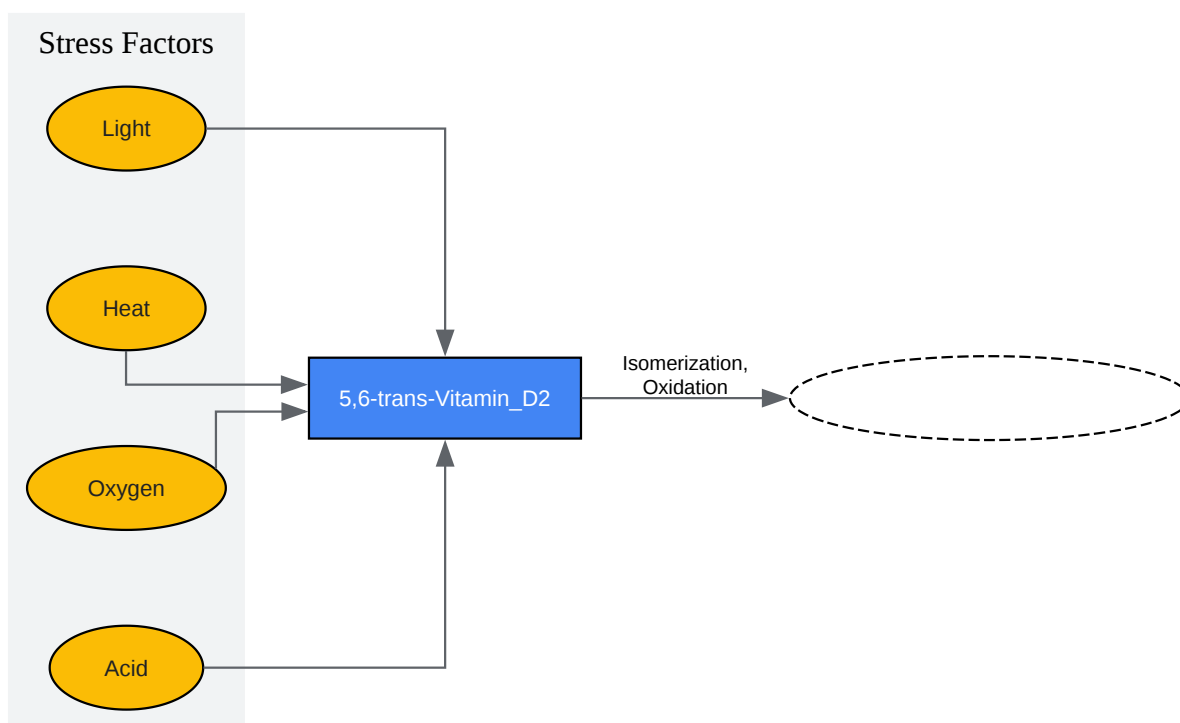 Stress Factors
Light
Heat
Isomerization,
Oxidation
5,6-trans-Vitamin_D2
Oxygen
Acid